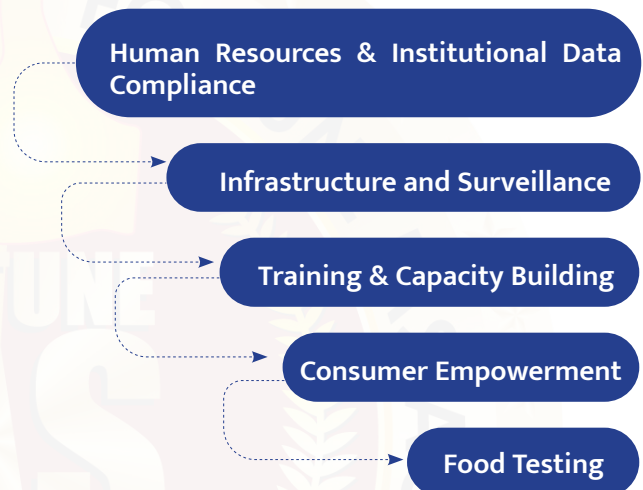 Human Resources & Institutional Data
Compliance
Infrastructure and Surveillance
Training & Capacity Building
Consumer Empowerment
Food Testing